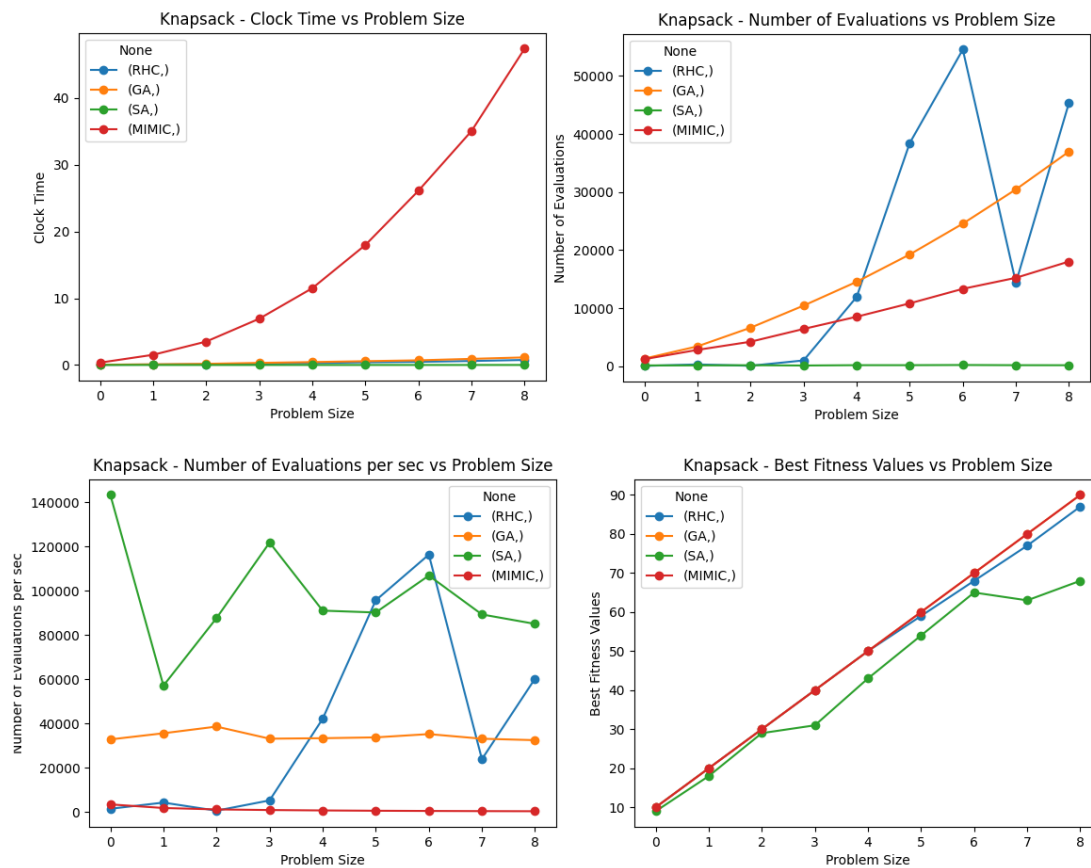 Knapsack - Clock Time vs Problem Size
None
(RHC,)
(GA,)
(SA,)
(MIMIC,)
40
30
20
10
0
Clock Time
0 1 2 3 4 5 6 7 8
Problem Size
Knapsack - Number of Evaluations vs Problem Size
None
(RHC,)
(GA,)
(SA,)
(MIMIC,)
50000
40000
30000
20000
10000
0
Number of Evaluations
0 1 2 3 4 5 6 7 8
Problem Size
Knapsack - Number of Evaluations per sec vs Problem Size
None
(RHC,)
(GA,)
(SA,)
(MIMIC,)
140000
120000
100000
80000
60000
40000
20000
0
Number of Evaluations per sec
0 1 2 3 4 5 6 7 8
Problem Size
Knapsack - Best Fitness Values vs Problem Size
None
(RHC,)
(GA,)
(SA,)
(MIMIC,)
90
80
70
60
50
40
30
20
10
Best Fitness Values
0 1 2 3 4 5 6 7 8
Problem Size